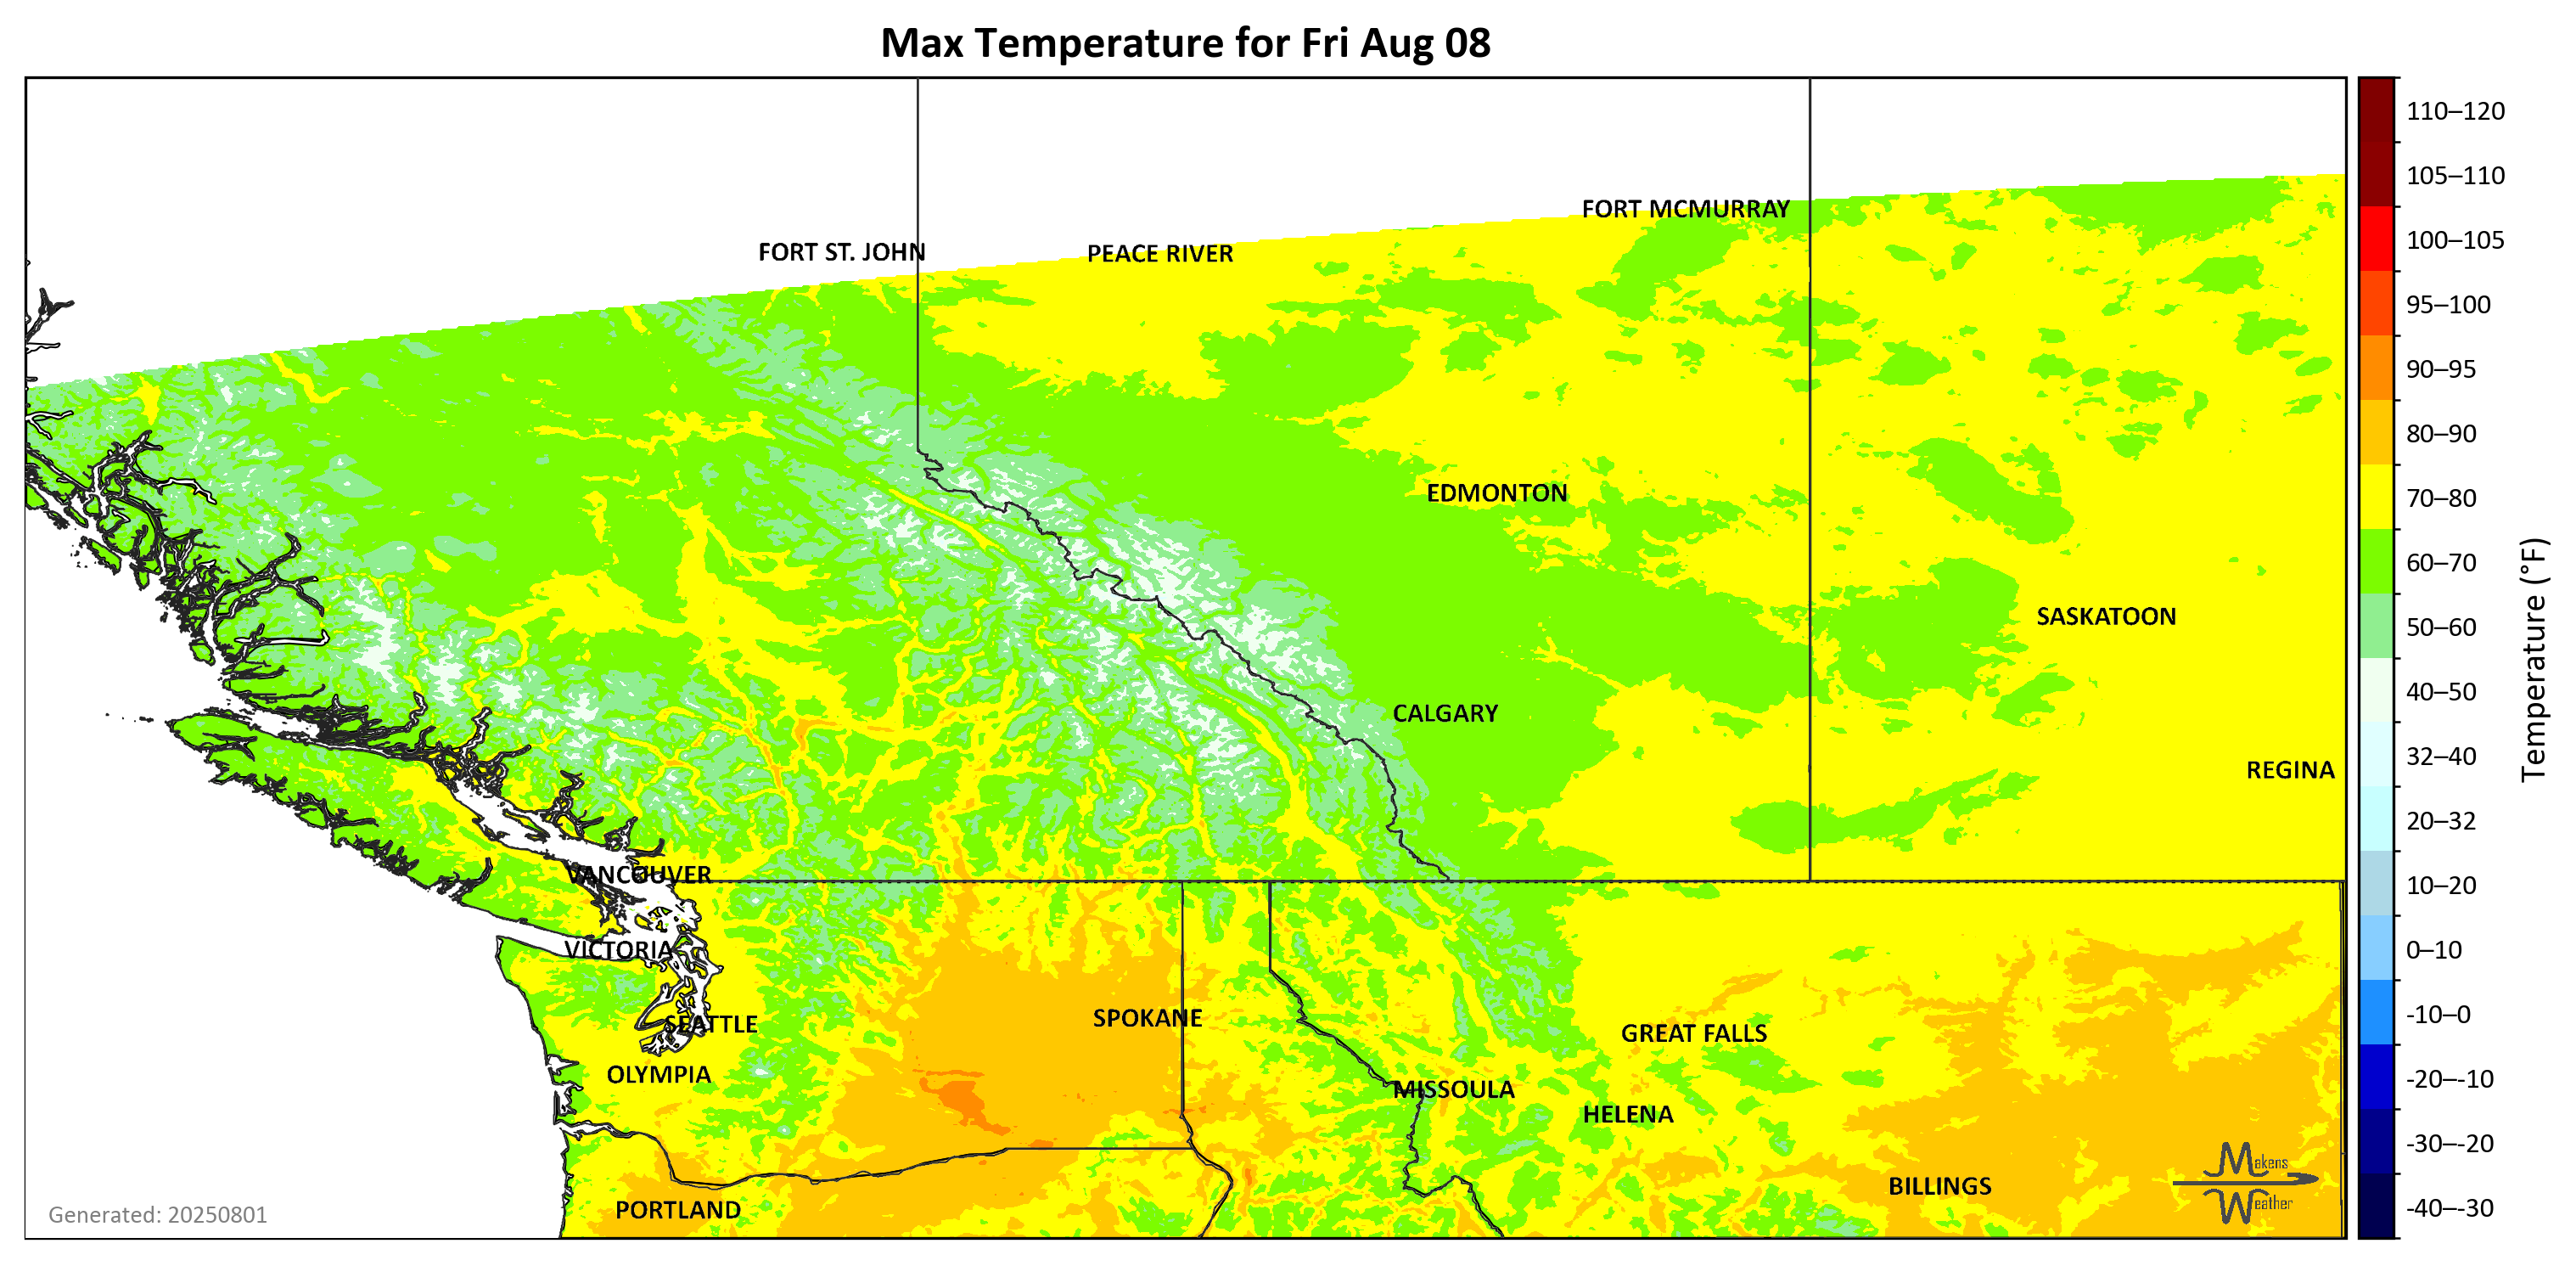 Max Temperature for Fri Aug 08
FORT MCMURRAY
FORT ST. JOHN
PEACE RIVER
EDMONTON
SASKATOON
CALGARY
REGINA
VANCOUVER
VICTORIA
SEATTLE
SPOKANE
GREAT FALLS
OLYMPIA
MISSOULA
HELENA
BILLINGS
PORTLAND
Makens
Weather
Generated: 20250801
110–120
105–110
100–105
95–100
90–95
80–90
70–80
60–70
50–60
40–50
32–40
20–32
10–20
0–10
-10–0
-20–-10
-30–-20
-40–-30
Temperature (°F)